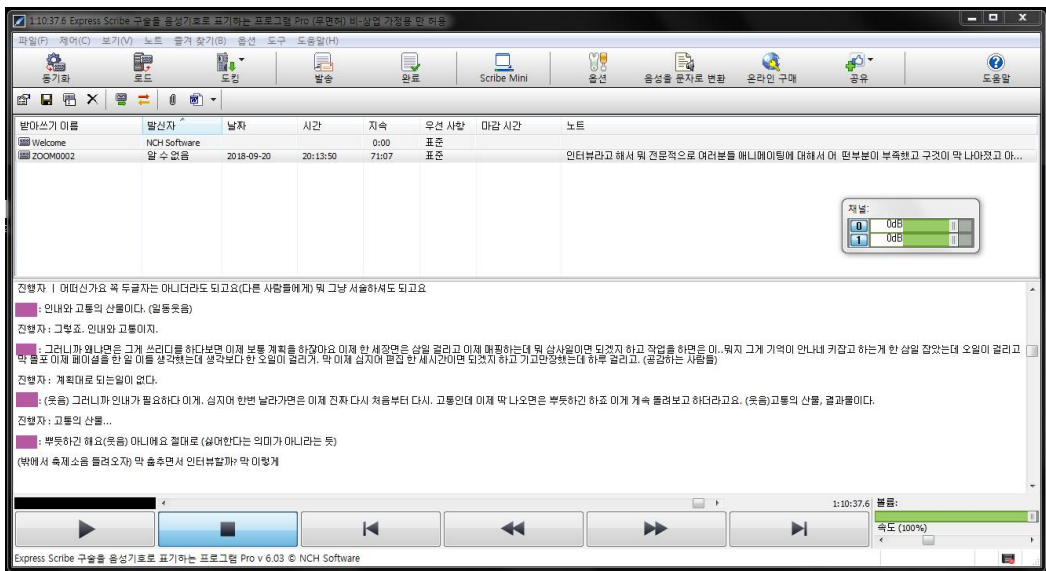 1:10:37.6 Express Scribe 구술을 음성기호로 표기하는 프로그램 Pro (무면허) 비-상업 가정용 만 허용
파일(F) 제어(C) 보기(V) 노트 즐겨 찾기(B) 옵션 도구 도움말(H)
동기화 로드 도킹 발송 완료 Scribe Mini 옵션 음성을 문자로 변환 온라인 구매 공유 도움말
받아쓰기 이름 발신자 날짜 시간 지속 우선 사항 마감 시간 노트
Welcome NCH Software 0:00 표준
ZOOM0002 알 수 없음 2018-09-20 20:13:50 71:07 표준 인터뷰라고 해서 뭐 전문적으로 여러분들 애니메이팅에 대해서 어 떤부분이 부족했고 구것이 막 나아졌고 아...
채널:
0 0dB
1 0dB
진행자 ㅣ 어떠신가요 꼭 두글자는 아니더라도 되고요(다른 사람들에게) 뭐 그냥 서술하셔도 되고요
: 인내와 고통의 산물이다. (일동웃음)
진행자 : 그렇죠. 인내와 고통이지.
: 그러니까 왜냐면은 그게 쓰리디를 하다보면 이제 보통 계획을 하잖아요 이제 한 세장면은 삼일 걸리고 이제 매핑하는데 뭐 삼사일이면 되겠지 하고 작업을 하면은 이..뭐지 그게 기억이 안나네 키잡고 하는게 한 삼일 잡았는데 오일이 걸리고
막 몰포 이제 페이셜을 한 일 이틀 생각했는데 생각보다 한 오일이 걸리거. 막 이제 심지어 편집 한 세시간이면 되겠지 하고 기고만장했는데 하루 걸리고. (공감하는 사람들)
진행자 : 계획대로 되는일이 없다.
: (웃음) 그러니까 인내가 필요하다 이게. 심지어 한번 날라가면은 이제 진짜 다시 처음부터 다시. 고통인데 이제 딱 나오면은 뿌듯하긴 하죠 이게 게속 돌려보고 하더라고요. (웃음)고통의 산물, 결과물이다.
진행자 : 고통의 산물...
: 뿌듯하긴 해요(웃음) 아니에요 절대로 (싫어한다는 의미가 아니라는 듯)
(밖에서 축제소음 들려오자) 막 춤추면서 인터뷰할까? 막 이렇게
1:10:37.6 볼륨:
속도 (100%)
Express Scribe 구술을 음성기호로 표기하는 프로그램 Pro v 6.03 © NCH Software